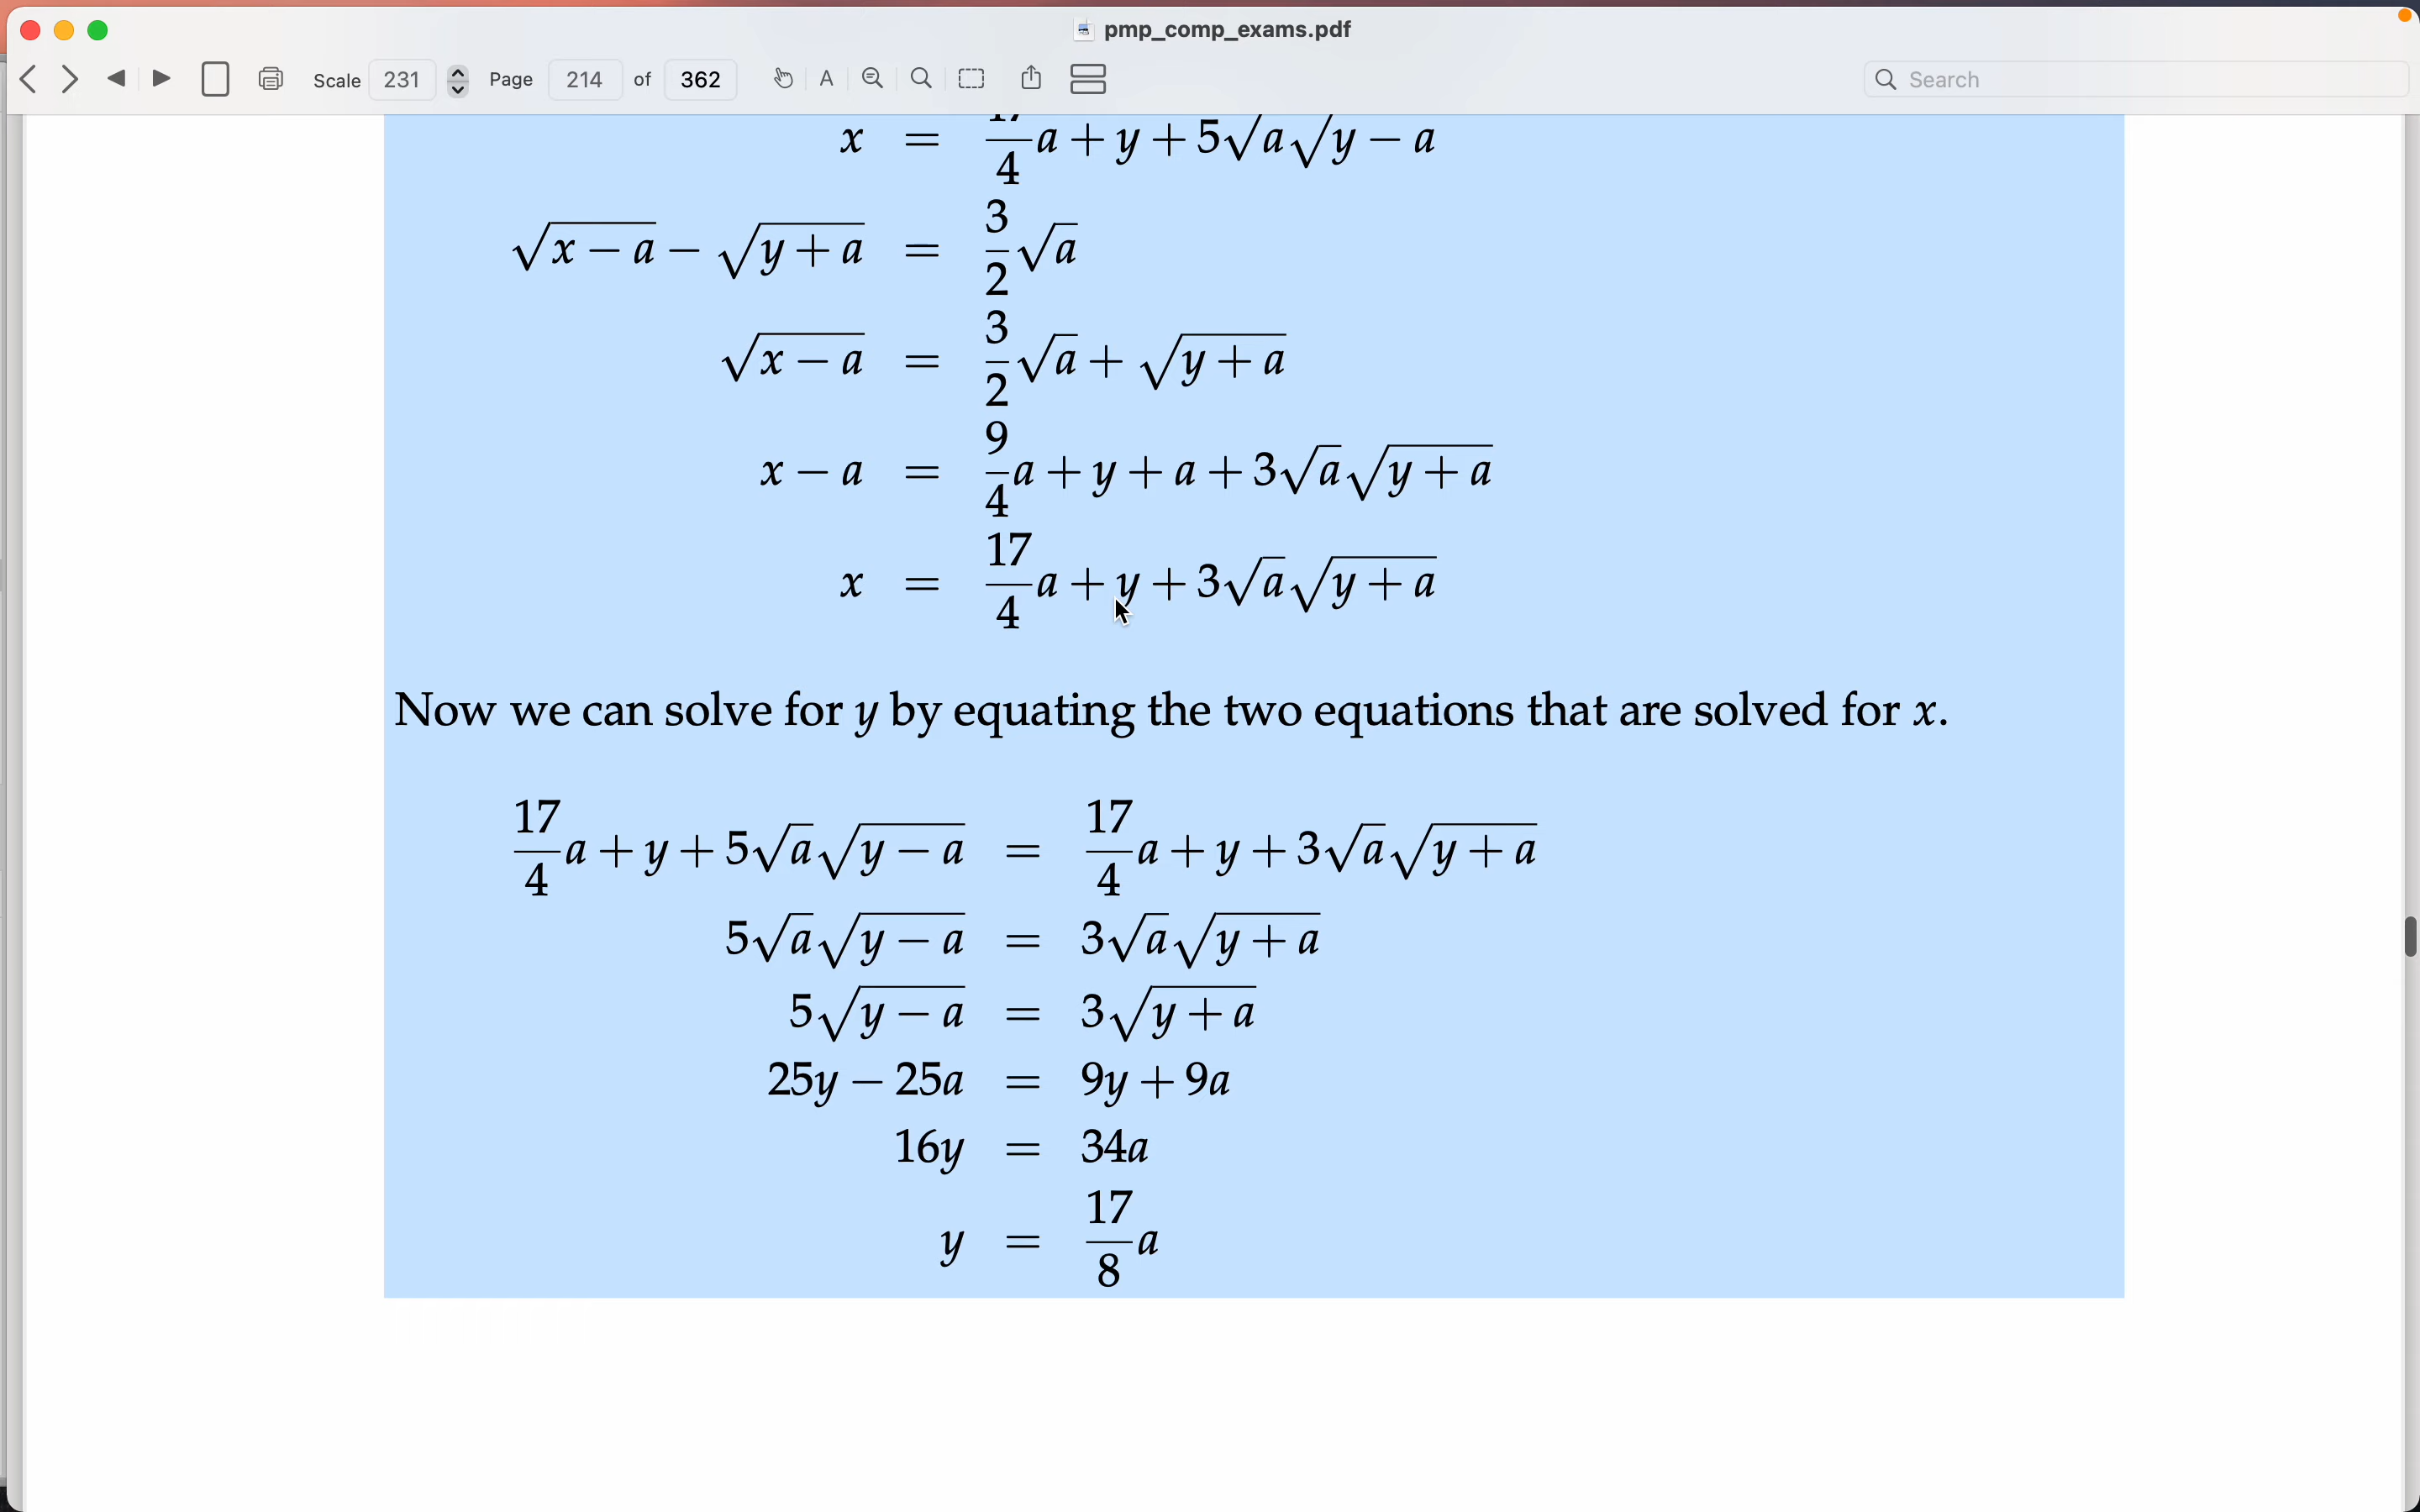 pmp_comp_exams.pdf
Scale 231 Page 214 of 362 A Search
x = 17/4 a + y + 5√a√y − a
√(x − a) − √(y + a) = 3/2 √a
√(x − a) = 3/2 √a + √(y + a)
x − a = 9/4 a + y + a + 3√a√(y + a)
x = 17/4 a + y + 3√a√(y + a)
Now we can solve for y by equating the two equations that are solved for x.
17/4 a + y + 5√a√(y − a) = 17/4 a + y + 3√a√(y + a)
5√a√(y − a) = 3√a√(y + a)
5√(y − a) = 3√(y + a)
25y − 25a = 9y + 9a
16y = 34a
y = 17/8 a